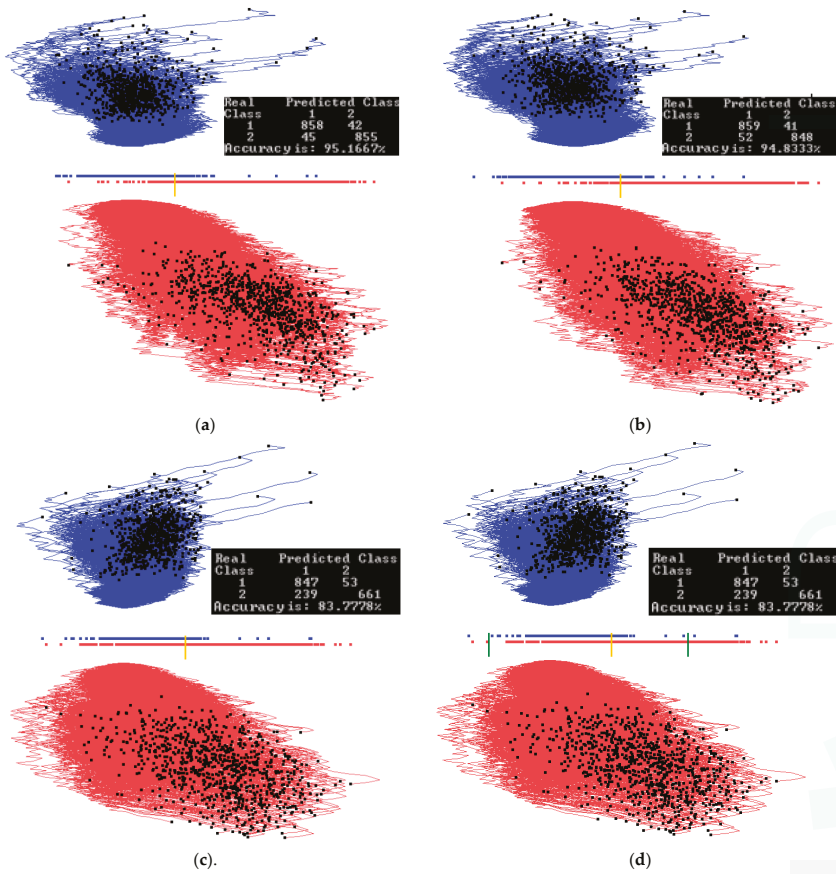 Real Predicted Class
Class 1 2
1 858 42
2 45 855
Accuracy is: 95.1667%
Real Predicted Class
Class 1 2
1 859 41
2 52 848
Accuracy is: 94.8333%
(a)
(b)
Real Predicted Class
Class 1 2
1 847 53
2 239 661
Accuracy is: 83.7778%
Real Predicted Class
Class 1 2
1 847 53
2 239 661
Accuracy is: 83.7778%
(c).
(d)